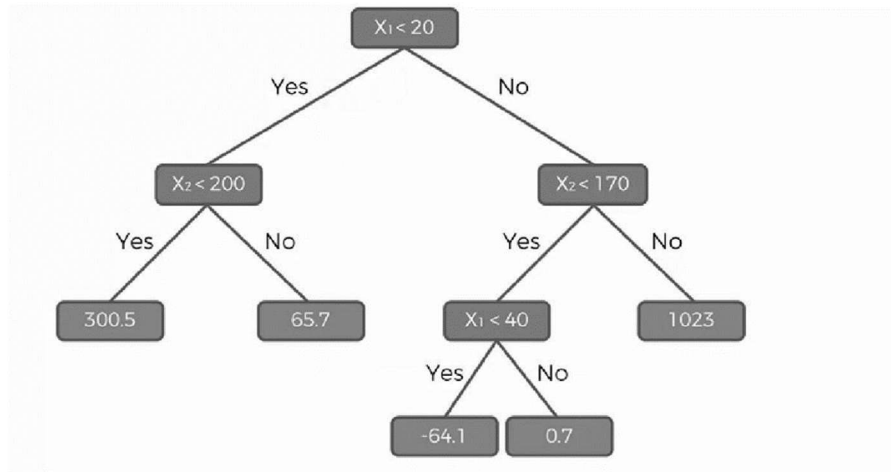 X₁ < 20
Yes
No
X₂ < 200
X₂ < 170
Yes
No
Yes
No
300.5
65.7
X₁ < 40
1023
Yes
No
-64.1
0.7